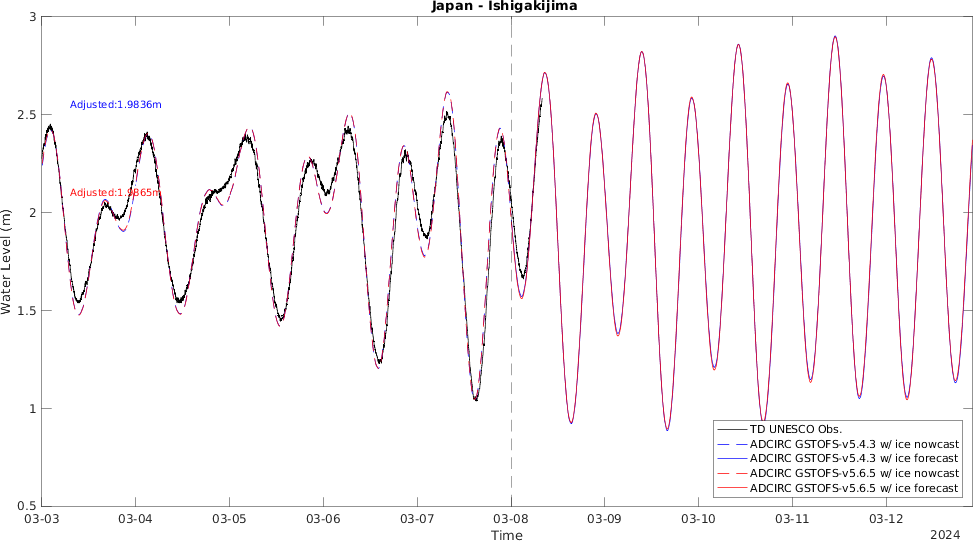 Japan - Ishigakijima
3
2.5
2
1.5
1
0.5
Water Level (m)
Adjusted:1.9836m
Adjusted:1.9865m
TD UNESCO Obs.
ADCIRC GSTOFS-v5.4.3 w/ ice nowcast
ADCIRC GSTOFS-v5.4.3 w/ ice forecast
ADCIRC GSTOFS-v5.6.5 w/ ice nowcast
ADCIRC GSTOFS-v5.6.5 w/ ice forecast
03-03 03-04 03-05 03-06 03-07 03-08 03-09 03-10 03-11 03-12
Time
2024